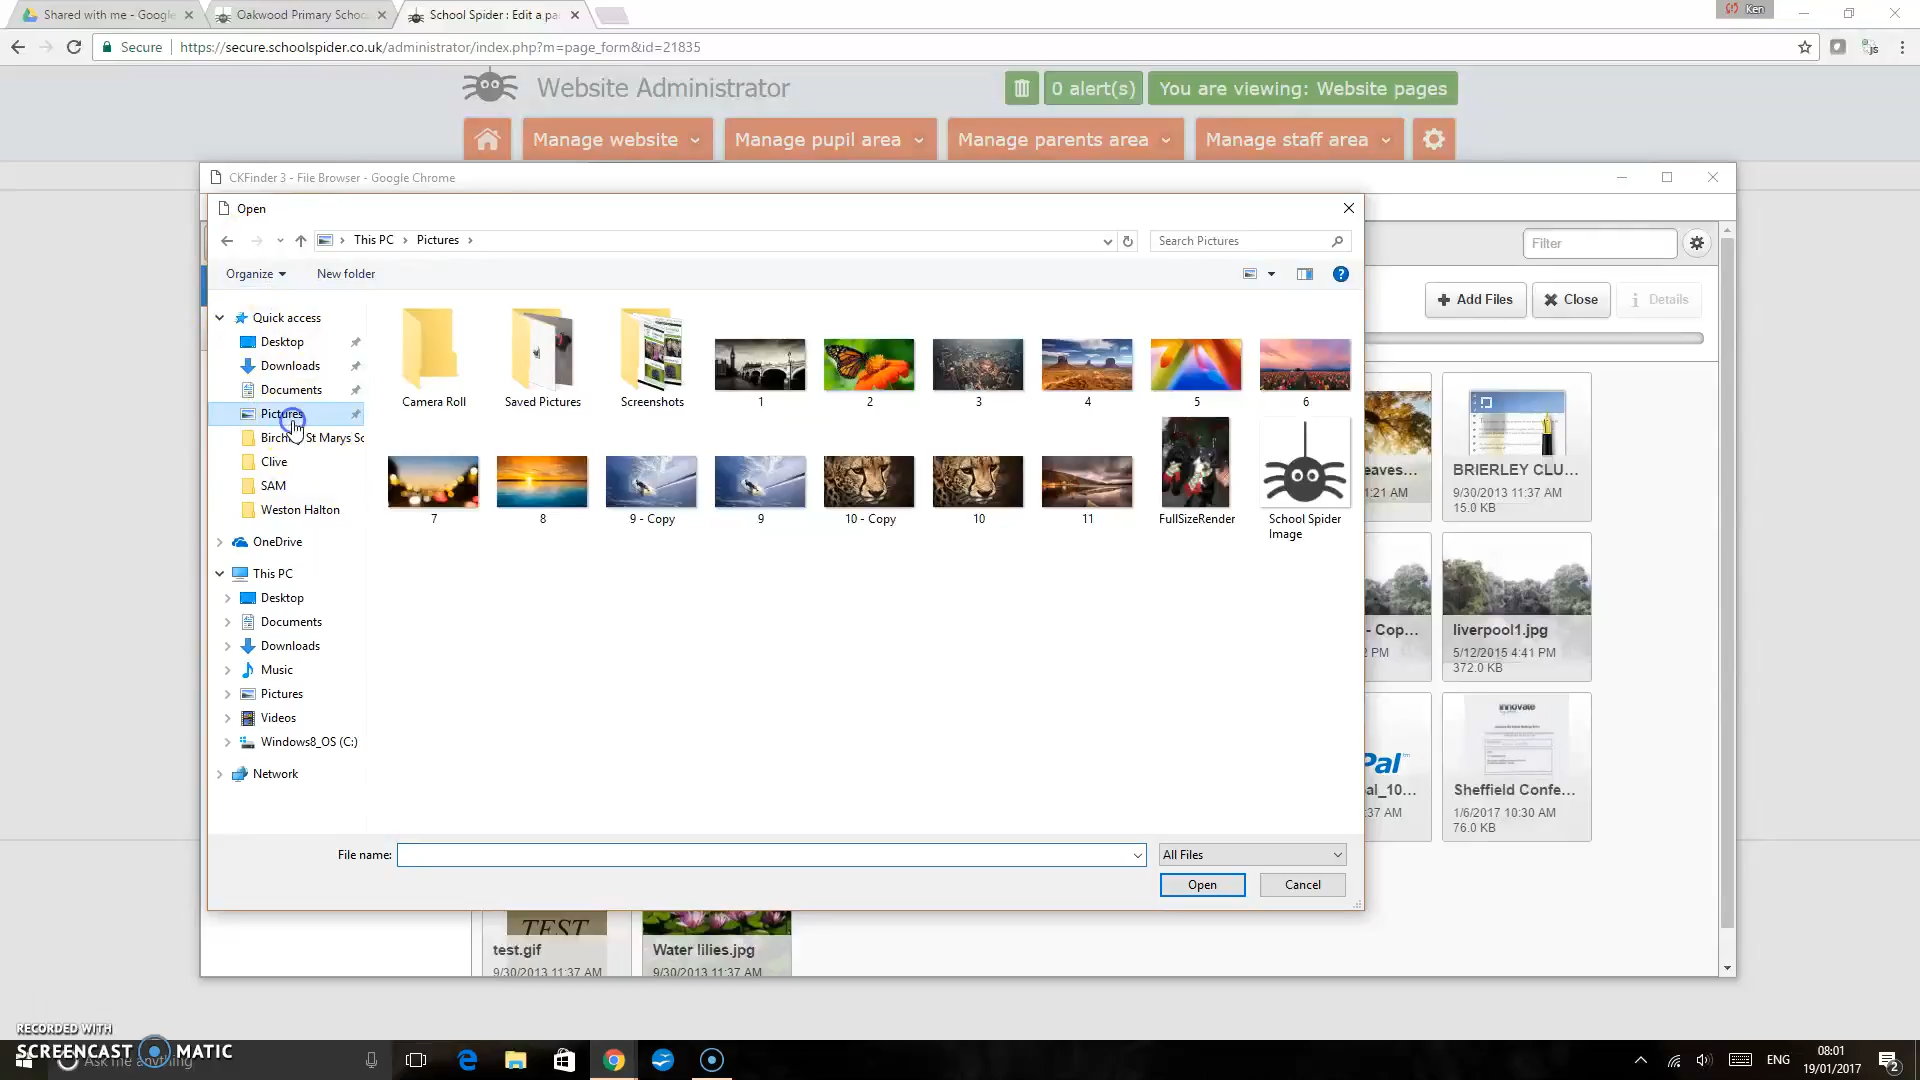 Shared with me - Google
Oakwood Primary Schoo
School Spider : Edit a pa
Ken
Secure
https://secure.schoolspider.co.uk/administrator/index.php?m=page_form&id=21835
Website Administrator
0 alert(s)
You are viewing: Website pages
Manage website
Manage pupil area
Manage parents area
Manage staff area
CKFinder 3 - File Browser - Google Chrome
Open
This PC
Pictures
Search Pictures
Filter
Organize
New folder
Add Files
Close
Details
Quick access
Desktop
Downloads
Documents
Pictures
St Marys Sc
Clive
SAM
Weston Halton
OneDrive
This PC
Desktop
Documents
Downloads
Music
Pictures
Videos
Windows8_OS (C:)
Network
Camera Roll
Saved Pictures
Screenshots
1
2
3
4
5
6
7
8
9 - Copy
9
10 - Copy
10
11
FullSizeRender
School Spider
Image
eaves...
:21 AM
BRIERLEY CLU...
9/30/2013 11:37 AM
15.0 KB
- Cop...
2 PM
liverpool1.jpg
5/12/2015 4:41 PM
372.0 KB
Pal™
al_10...
:37 AM
innovate
Sheffield Confe...
1/6/2017 10:30 AM
76.0 KB
File name:
All Files
Open
Cancel
TEST
test.gif
9/30/2013 11:37 AM
Water lilies.jpg
9/30/2013 11:37 AM
RECORDED WITH
SCREENCAST MATIC
Ask me anything
ENG
08:01
19/01/2017
2